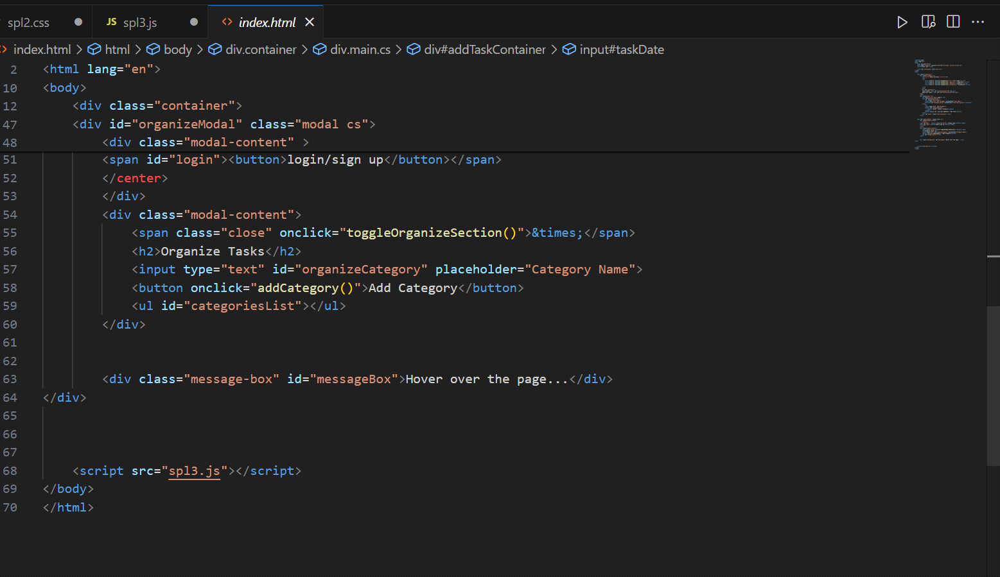 spl2.css JS spl3.js index.html
index.html > html > body > div.container > div.main.cs > div#addTaskContainer > input#taskDate
2 <html lang="en">
10 <body>
12 <div class="container">
47 <div id="organizeModal" class="modal cs">
48 <div class="modal-content" >
51 <span id="login"><button>login/sign up</button></span>
52 </center>
53 </div>
54 <div class="modal-content">
55 <span class="close" onclick="toggleOrganizeSection()">&times;</span>
56 <h2>Organize Tasks</h2>
57 <input type="text" id="organizeCategory" placeholder="Category Name">
58 <button onclick="addCategory()">Add Category</button>
59 <ul id="categoriesList"></ul>
60 </div>
61
62
63 <div class="message-box" id="messageBox">Hover over the page...</div>
64 </div>
65
66
67
68 <script src="spl3.js"></script>
69 </body>
70 </html>